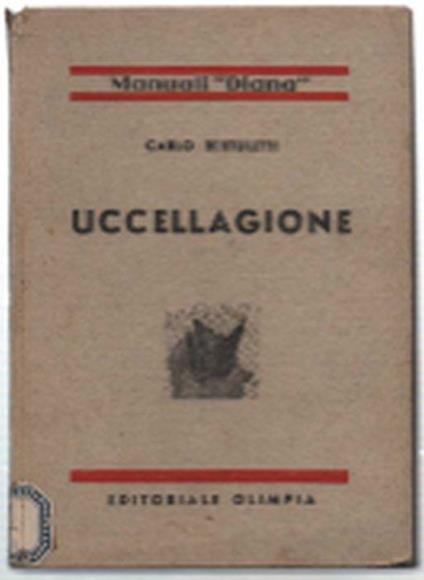 Manuali "Diana"
CARLO
UCCELLAGIONE
EDITORIALE OLIMPIA